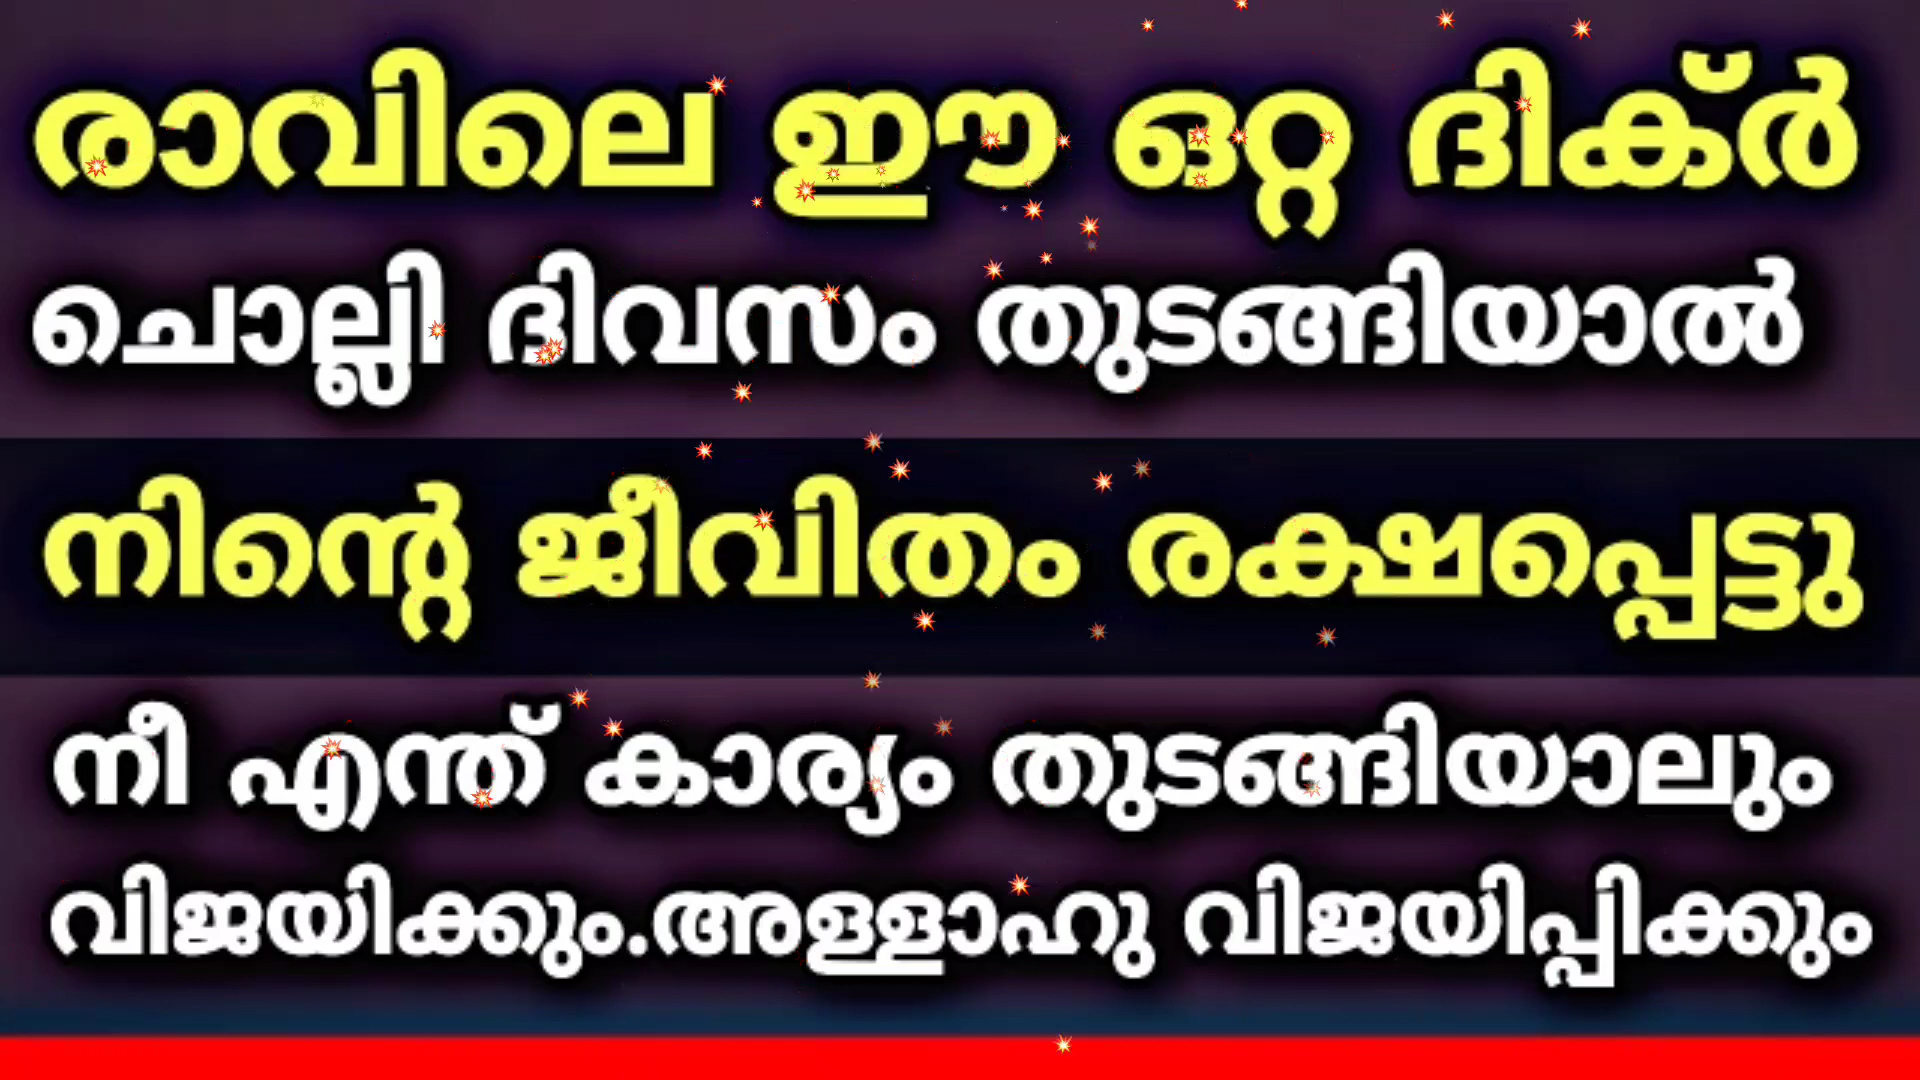 രാവിലെ ഈ ഒറ്റ ദിക്ർ
ചൊല്ലി ദിവസം തുടങ്ങിയാൽ
നിന്റെ ജീവിതം രക്ഷപ്പെട്ടു
നീ എന്ത് കാര്യം തുടങ്ങിയാലും
വിജയിക്കും.അള്ളാഹു വിജയിപ്പിക്കും